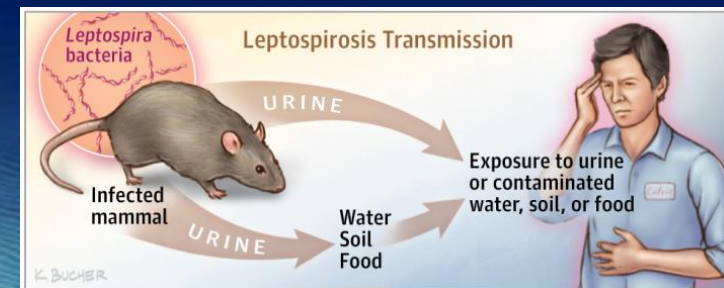 Leptospira
bacteria
Leptospirosis Transmission
URINE
Infected
mammal
URINE
Water
Soil
Food
Exposure to urine
or contaminated
water, soil, or food
K. BUCHER